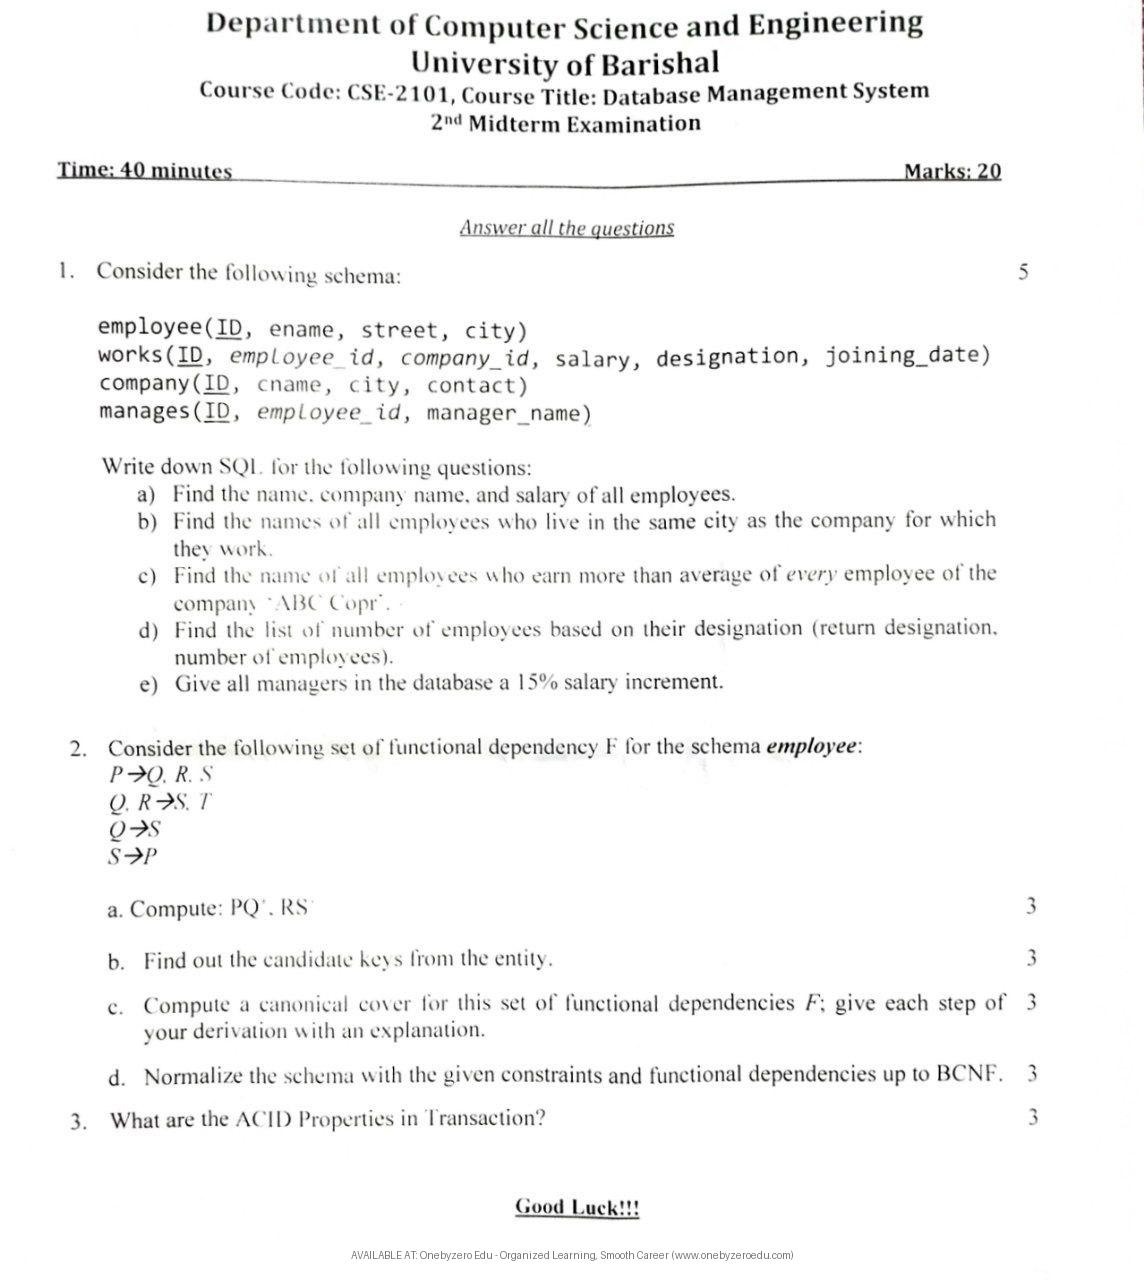 Department of Computer Science and Engineering
University of Barishal
Course Code: CSE-2101, Course Title: Database Management System
2nd Midterm Examination
Time: 40 minutes Marks: 20
Answer all the questions
1. Consider the following schema: 5
employee(ID, ename, street, city)
works(ID, employee_id, company_id, salary, designation, joining_date)
company(ID, cname, city, contact)
manages(ID, employee_id, manager_name)
Write down SQL for the following questions:
a) Find the name, company name, and salary of all employees.
b) Find the names of all employees who live in the same city as the company for which
they work.
c) Find the name of all employees who earn more than average of every employee of the
company 'ABC Copr'.
d) Find the list of number of employees based on their designation (return designation,
number of employees).
e) Give all managers in the database a 15% salary increment.
2. Consider the following set of functional dependency F for the schema employee:
P→Q, R, S
Q, R→S, T
Q→S
S→P
a. Compute: PQ+, RS+ 3
b. Find out the candidate keys from the entity. 3
c. Compute a canonical cover for this set of functional dependencies F; give each step of 3
your derivation with an explanation.
d. Normalize the schema with the given constraints and functional dependencies up to BCNF. 3
3. What are the ACID Properties in Transaction? 3
Good Luck!!!
AVAILABLE AT: Onebyzero Edu - Organized Learning, Smooth Career (www.onebyzeroedu.com)